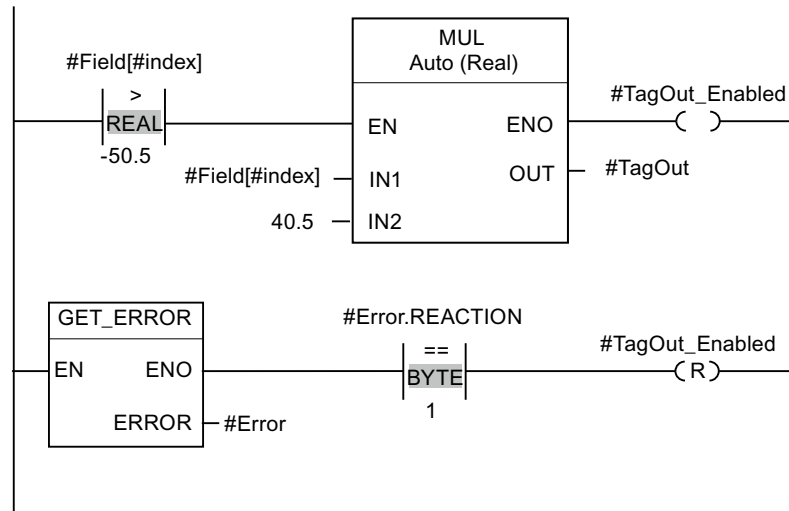 MUL
Auto (Real)
#Field[#index]
>
REAL
-50.5
#TagOut_Enabled
EN ENO
#Field[#index] IN1 OUT #TagOut
40.5 IN2
GET_ERROR
#Error.REACTION
==
BYTE
1
#TagOut_Enabled
R
EN ENO
ERROR #Error